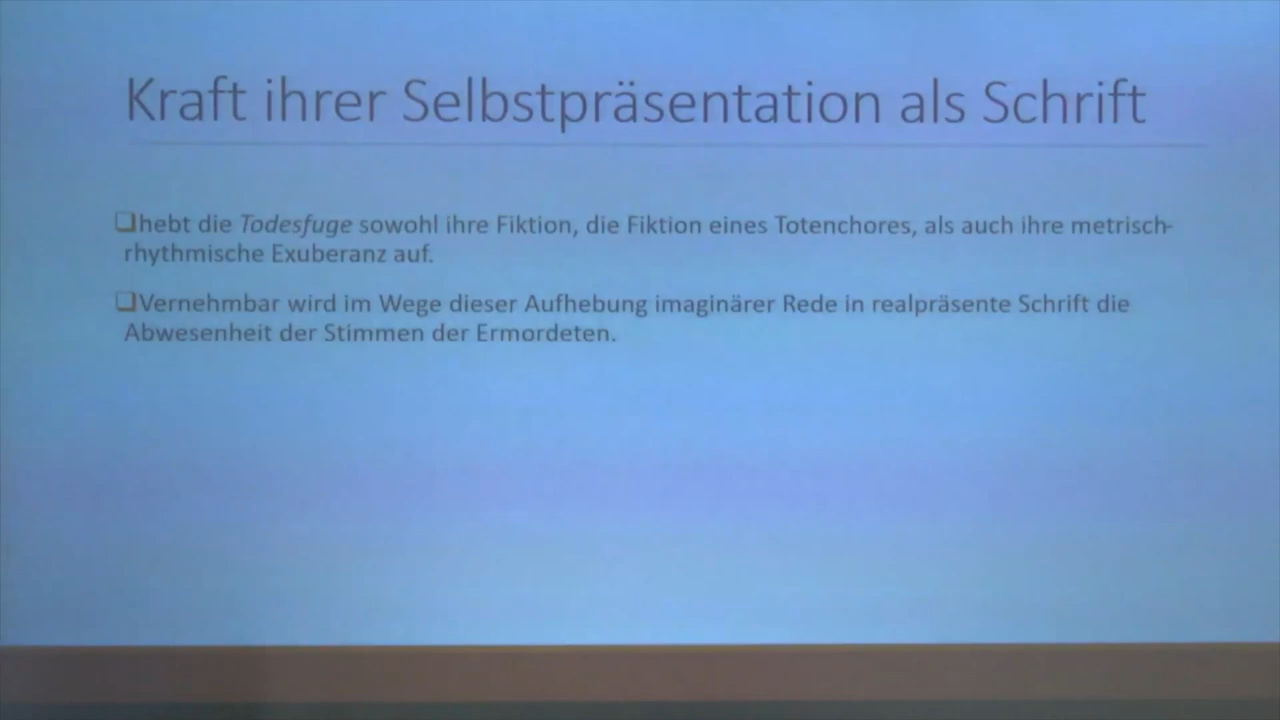 Kraft ihrer Selbstpräsentation als Schrift
❑hebt die Todesfuge sowohl ihre Fiktion, die Fiktion eines Totenchores, als auch ihre metrisch-
rhythmische Exuberanz auf.
❑Vernehmbar wird im Wege dieser Aufhebung imaginärer Rede in realpräsente Schrift die
Abwesenheit der Stimmen der Ermordeten.